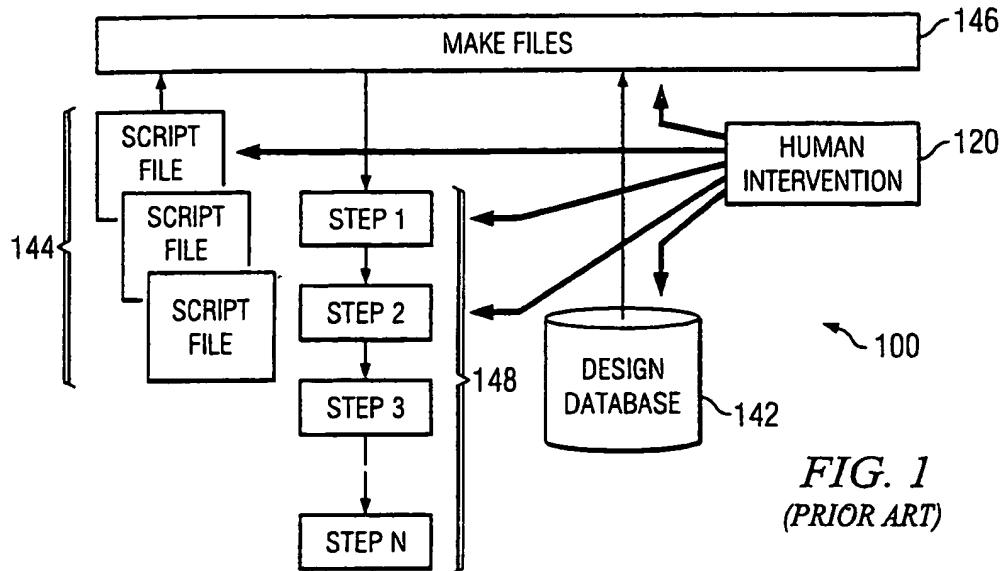 MAKE FILES
146
SCRIPT
FILE
SCRIPT
FILE
SCRIPT
FILE
144
STEP 1
STEP 2
STEP 3
STEP N
148
HUMAN
INTERVENTION
120
DESIGN
DATABASE
142
100
FIG. 1
(PRIOR ART)